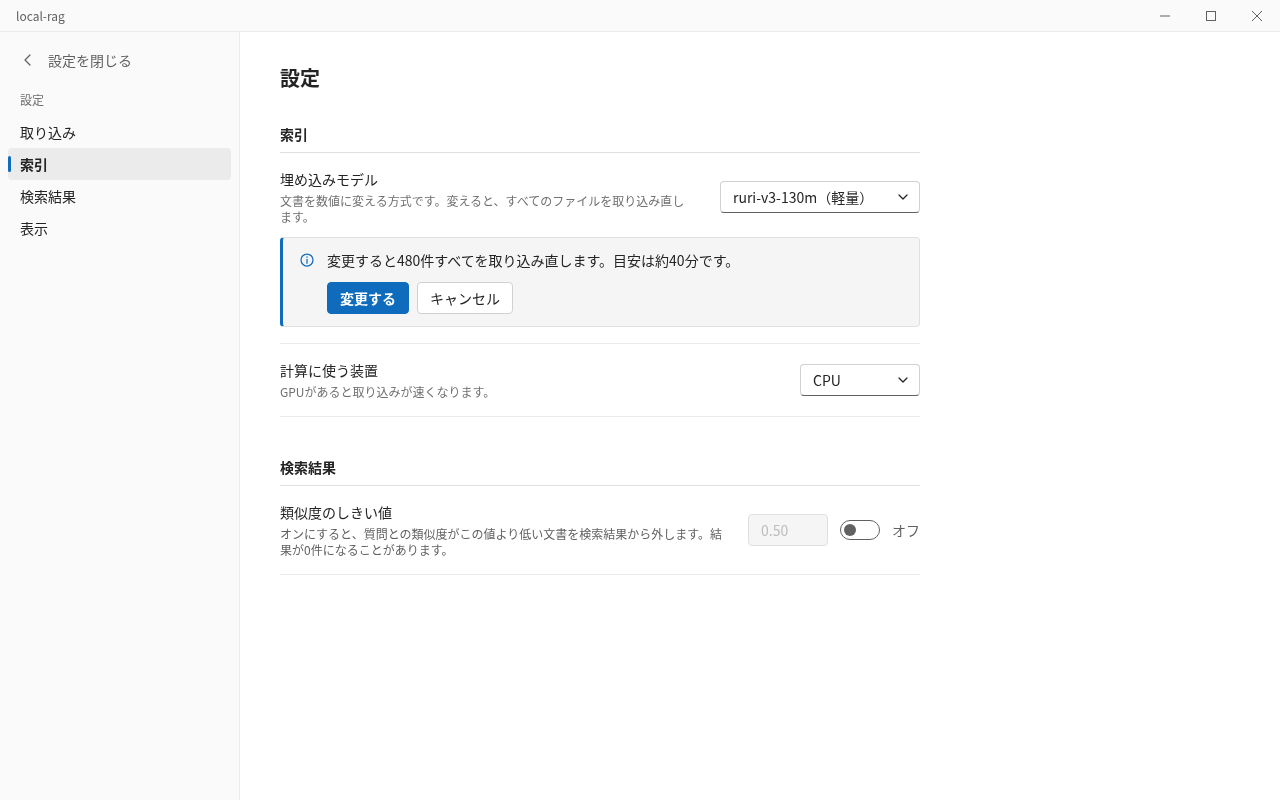 local-rag
設定を閉じる
設定
取り込み
索引
検索結果
表示
設定
索引
埋め込みモデル
文書を数値に変える方式です。変えると、すべてのファイルを取り込み直し
ます。
ruri-v3-130m（軽量）
変更すると480件すべてを取り込み直します。目安は約40分です。
変更する
キャンセル
計算に使う装置
GPUがあると取り込みが速くなります。
CPU
検索結果
類似度のしきい値
オンにすると、質問との類似度がこの値より低い文書を検索結果から外します。結
果が0件になることがあります。
0.50
オフ